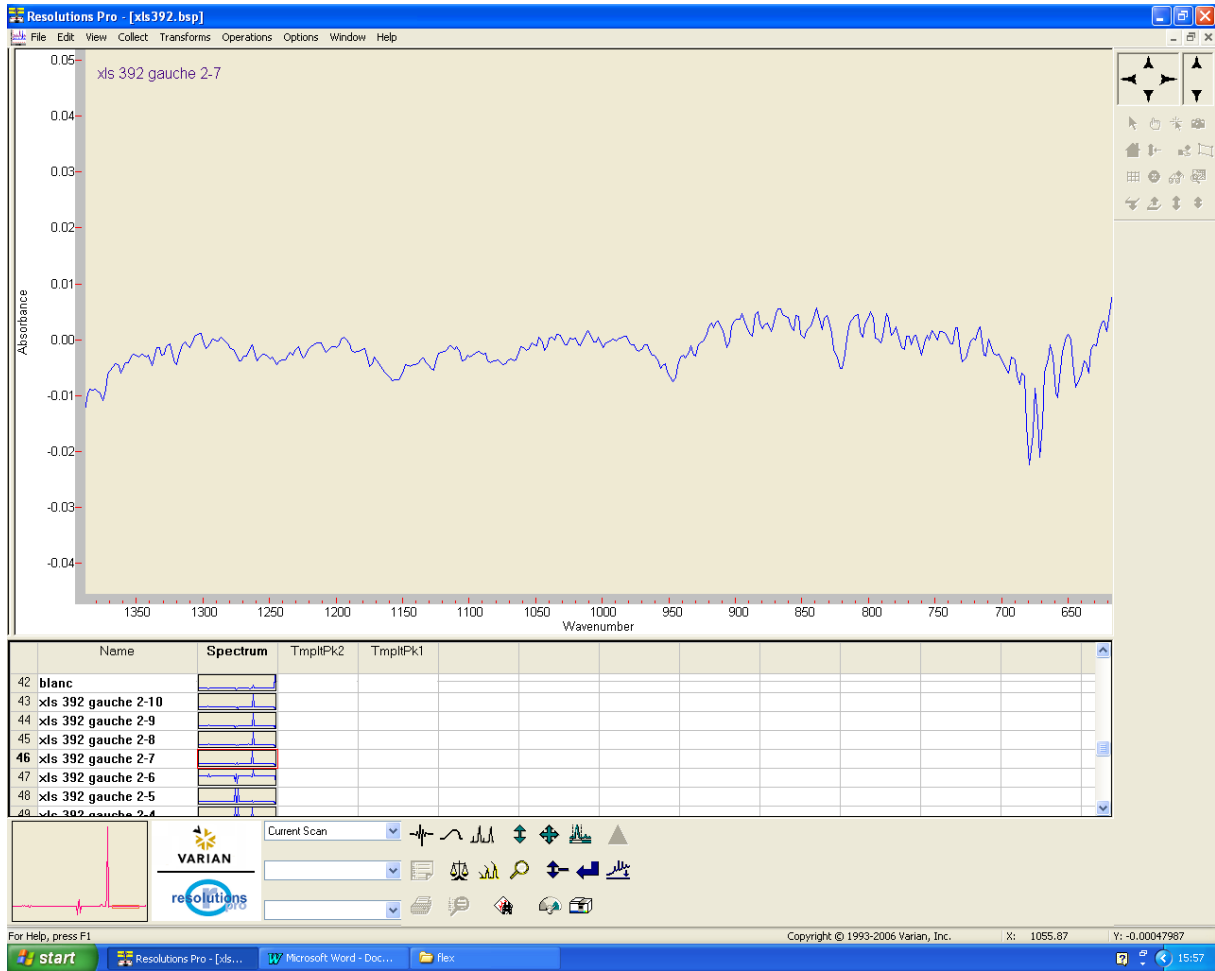 Resolutions Pro - [xls392.bsp]
File Edit View Collect Transforms Operations Options Window Help
xls 392 gauche 2-7
0.05
0.04
0.03
0.02
0.01
0.00
-0.01
-0.02
-0.03
-0.04
Absorbance
1350 1300 1250 1200 1150 1100 1050 1000 950 900 850 800 750 700 650
Wavenumber
Name Spectrum TmpltPk2 TmpltPk1
42 blanc
43 xls 392 gauche 2-10
44 xls 392 gauche 2-9
45 xls 392 gauche 2-8
46 xls 392 gauche 2-7
47 xls 392 gauche 2-6
48 xls 392 gauche 2-5
49 xls 392 gauche 2-4
Current Scan
VARIAN
resolutions pro
For Help, press F1
Copyright © 1993-2006 Varian, Inc.
X: 1055.87
Y: -0.00047987
start
Resolutions Pro - [xls...
Microsoft Word - Doc...
flex
15:57